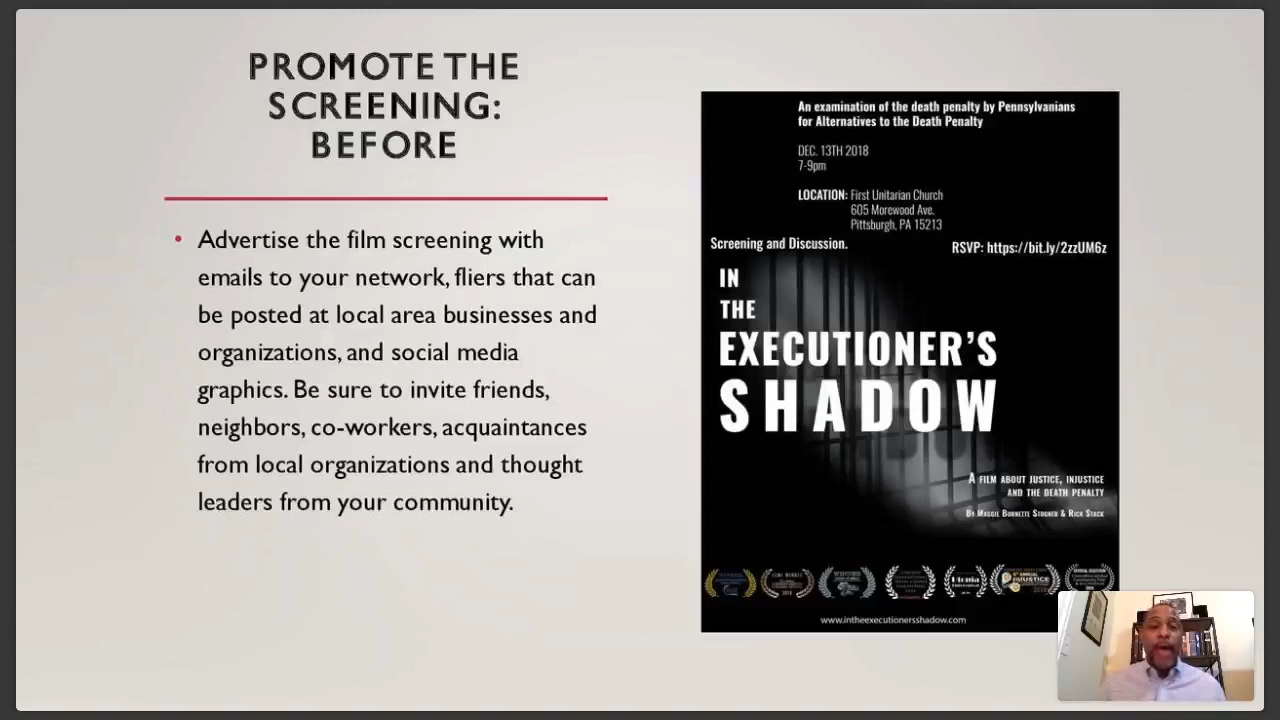 PROMOTE THE
SCREENING:
BEFORE
• Advertise the film screening with
emails to your network, fliers that can
be posted at local area businesses and
organizations, and social media
graphics. Be sure to invite friends,
neighbors, co-workers, acquaintances
from local organizations and thought
leaders from your community.
An examination of the death penalty by Pennsylvanians
for Alternatives to the Death Penalty
DEC. 13TH 2018
7-9pm
LOCATION: First Unitarian Church
605 Morewood Ave.
Pittsburgh, PA 15213
Screening and Discussion.
RSVP: https://bit.ly/2zzUM6z
IN
THE
EXECUTIONER'S
SHADOW
A FILM ABOUT JUSTICE, INJUSTICE
AND THE DEATH PENALTY
BY MAGGIE BURNETTE STOGNER & RICK STACK
www.intheexecutionersshadow.com